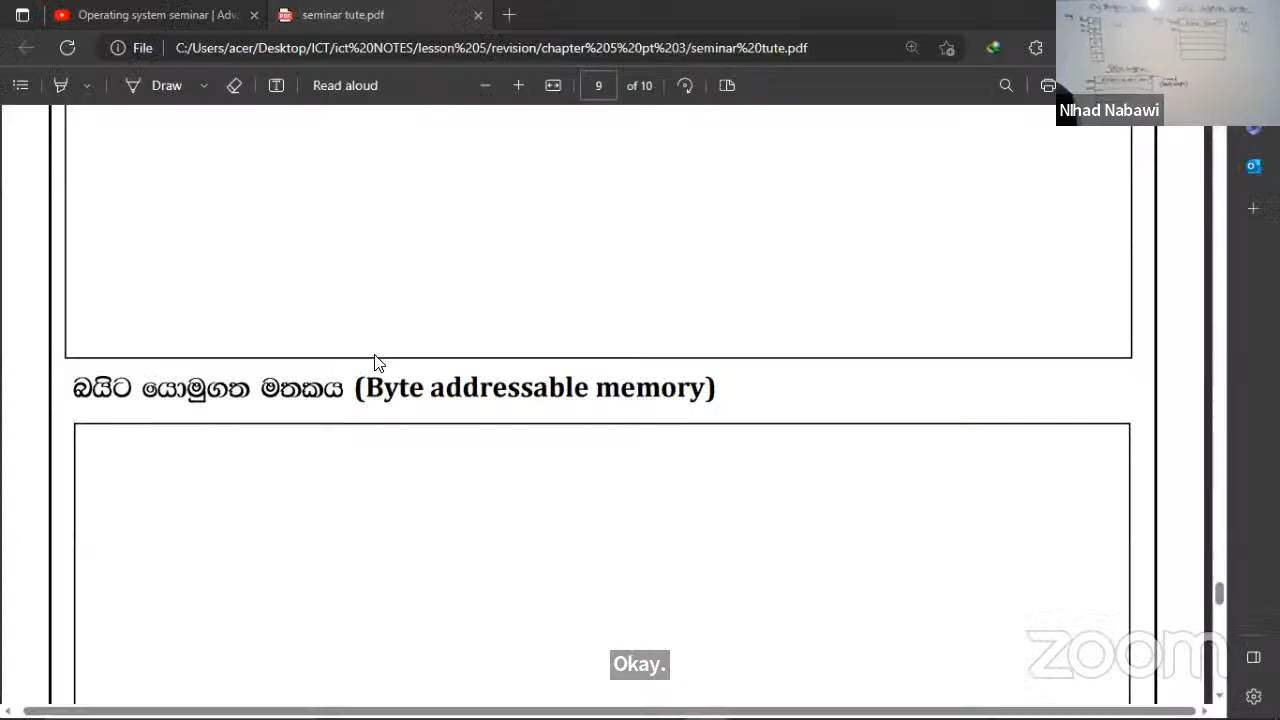 Operating system seminar | Adv
seminar tute.pdf
File
C:/Users/acer/Desktop/ICT/ict%20NOTES/lesson%205/revision/chapter%205%20pt%203/seminar%20tute.pdf
Draw
Read aloud
9
of 10
NIhad Nabawi
බයිට යොමුගත මතකය (Byte addressable memory)
Okay.
zoom